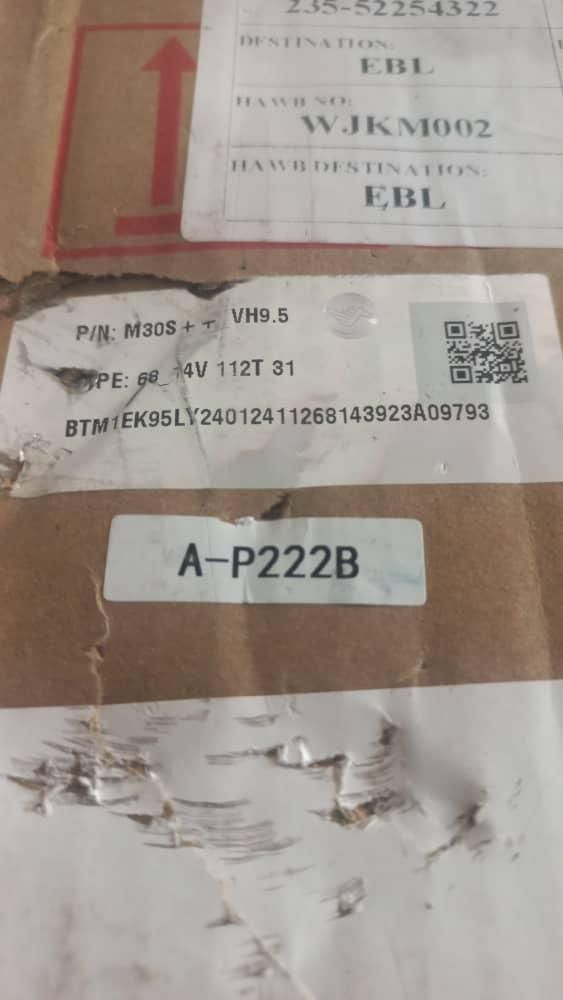 235-52254322
DESTINATION:
EBL
HAWB NO:
WJKM002
HAWB DESTINATION:
EBL
P/N: M30S++ VH9.5
112T 31
BTM1EK95LY24012411268143923A09793
A-P222B